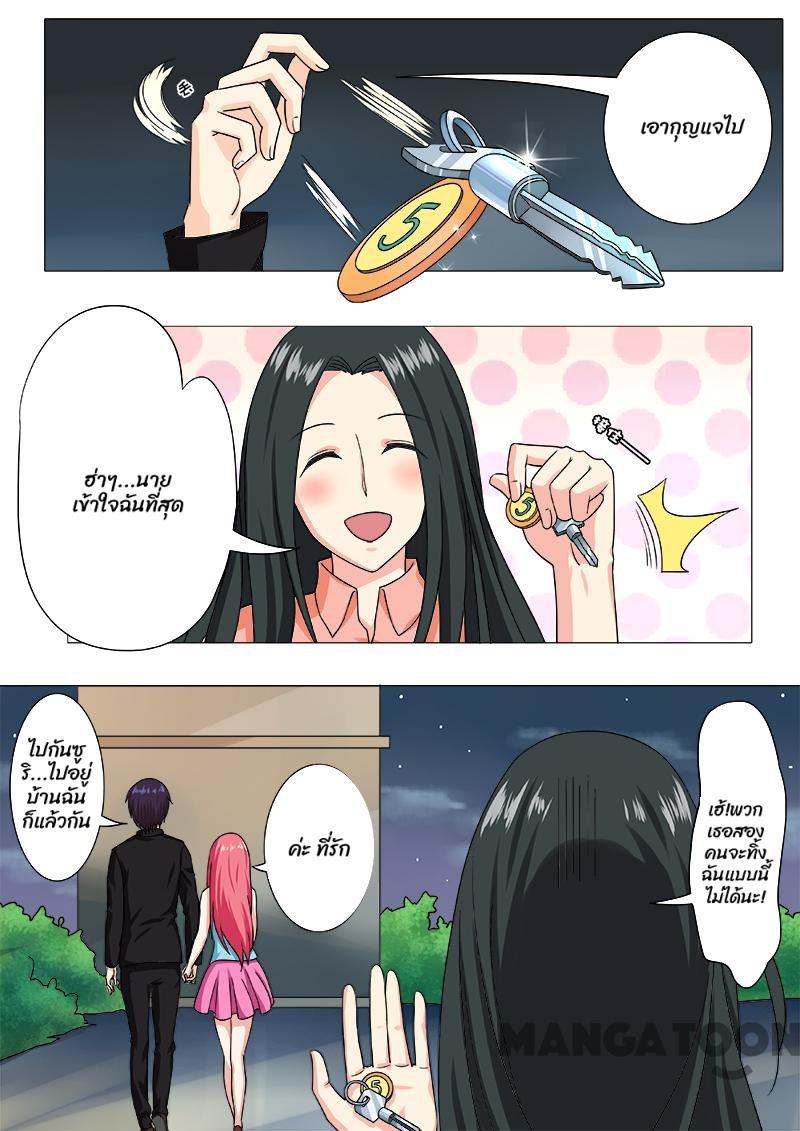 เอากุญแจไป
5
ฮ่าๆ...นาย
เข้าใจฉันที่สุด
5
ไปกันซู
ริ...ไปอยู่
บ้านฉัน
ก็แล้วกัน
ค่ะ ที่รัก
เฮ้!พวก
เธอสอง
คนจะทิ้ง
ฉันแบบนี้
ไม่ได้นะ!
5
MANGATOON